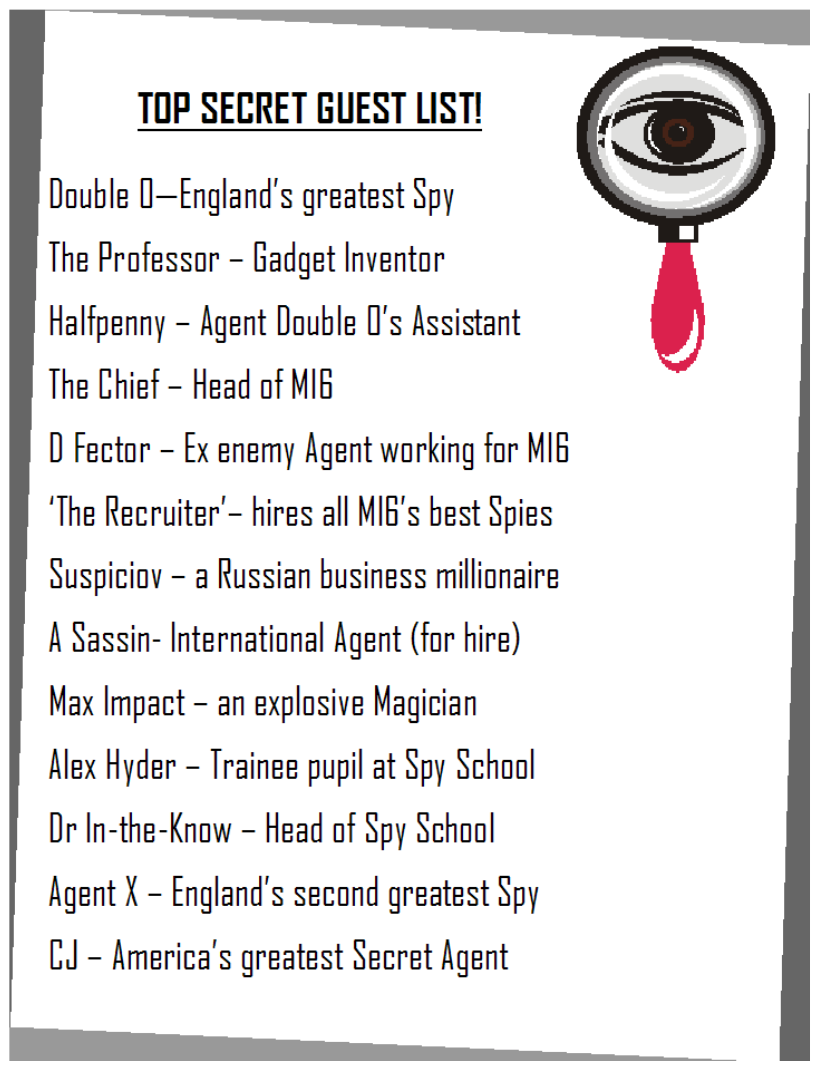 TOP SECRET GUEST LIST!
Double O—England’s greatest Spy
The Professor – Gadget Inventor
Halfpenny – Agent Double O’s Assistant
The Chief – Head of MI6
D Fector – Ex enemy Agent working for MI6
‘The Recruiter’– hires all MI6’s best Spies
Suspiciov – a Russian business millionaire
A Sassin- International Agent (for hire)
Max Impact – an explosive Magician
Alex Hyder – Trainee pupil at Spy School
Dr In-the-Know – Head of Spy School
Agent X – England’s second greatest Spy
CJ – America’s greatest Secret Agent